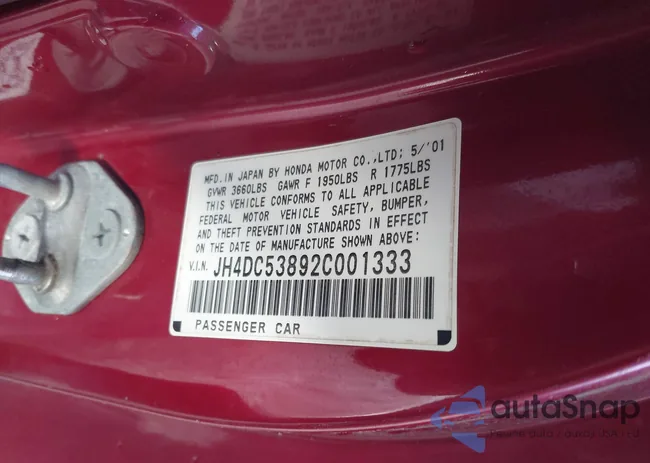 MFD. IN JAPAN BY HONDA MOTOR CO.,LTD; 5/'01
GVWR 3660LBS GAWR F 1950LBS R 1775LBS
THIS VEHICLE CONFORMS TO ALL APPLICABLE
FEDERAL MOTOR VEHICLE SAFETY, BUMPER,
AND THEFT PREVENTION STANDARDS IN EFFECT
ON THE DATE OF MANUFACTURE SHOWN ABOVE:
V.I.N. JH4DC53892C001333
PASSENGER CAR
autaSnap